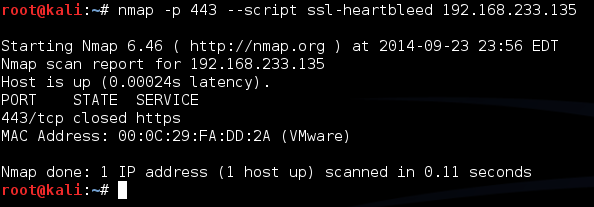 root@kali:~# nmap -p 443 --script ssl-heartbleed 192.168.233.135
Starting Nmap 6.46 ( http://nmap.org ) at 2014-09-23 23:56 EDT
Nmap scan report for 192.168.233.135
Host is up (0.00024s latency).
PORT    STATE  SERVICE
443/tcp closed https
MAC Address: 00:0C:29:FA:DD:2A (VMware)
Nmap done: 1 IP address (1 host up) scanned in 0.11 seconds
root@kali:~#